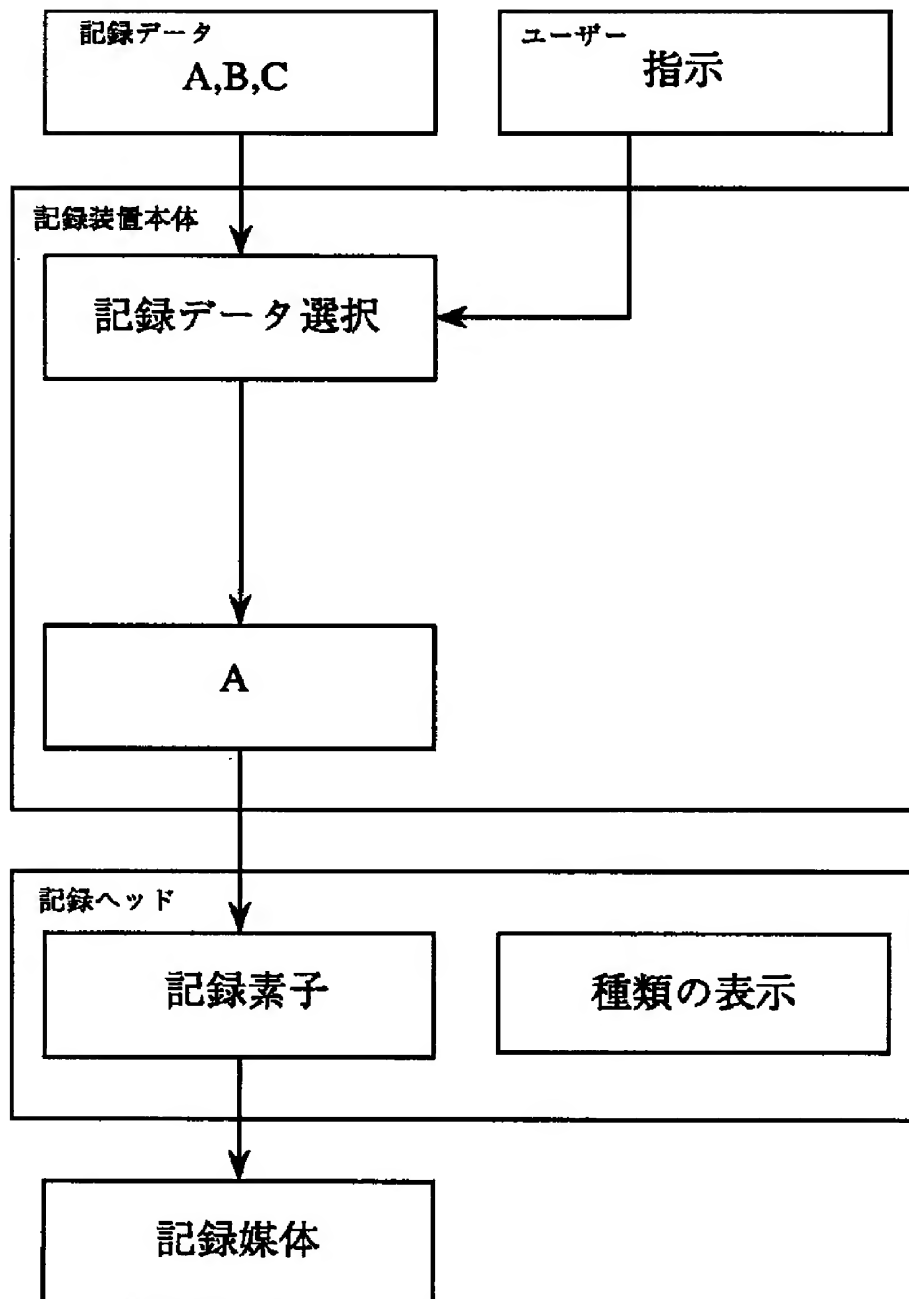 記録データ
A,B,C
ユーザー
指示
記録装置本体
記録データ選択
A
記録ヘッド
記録素子
種類の表示
記録媒体